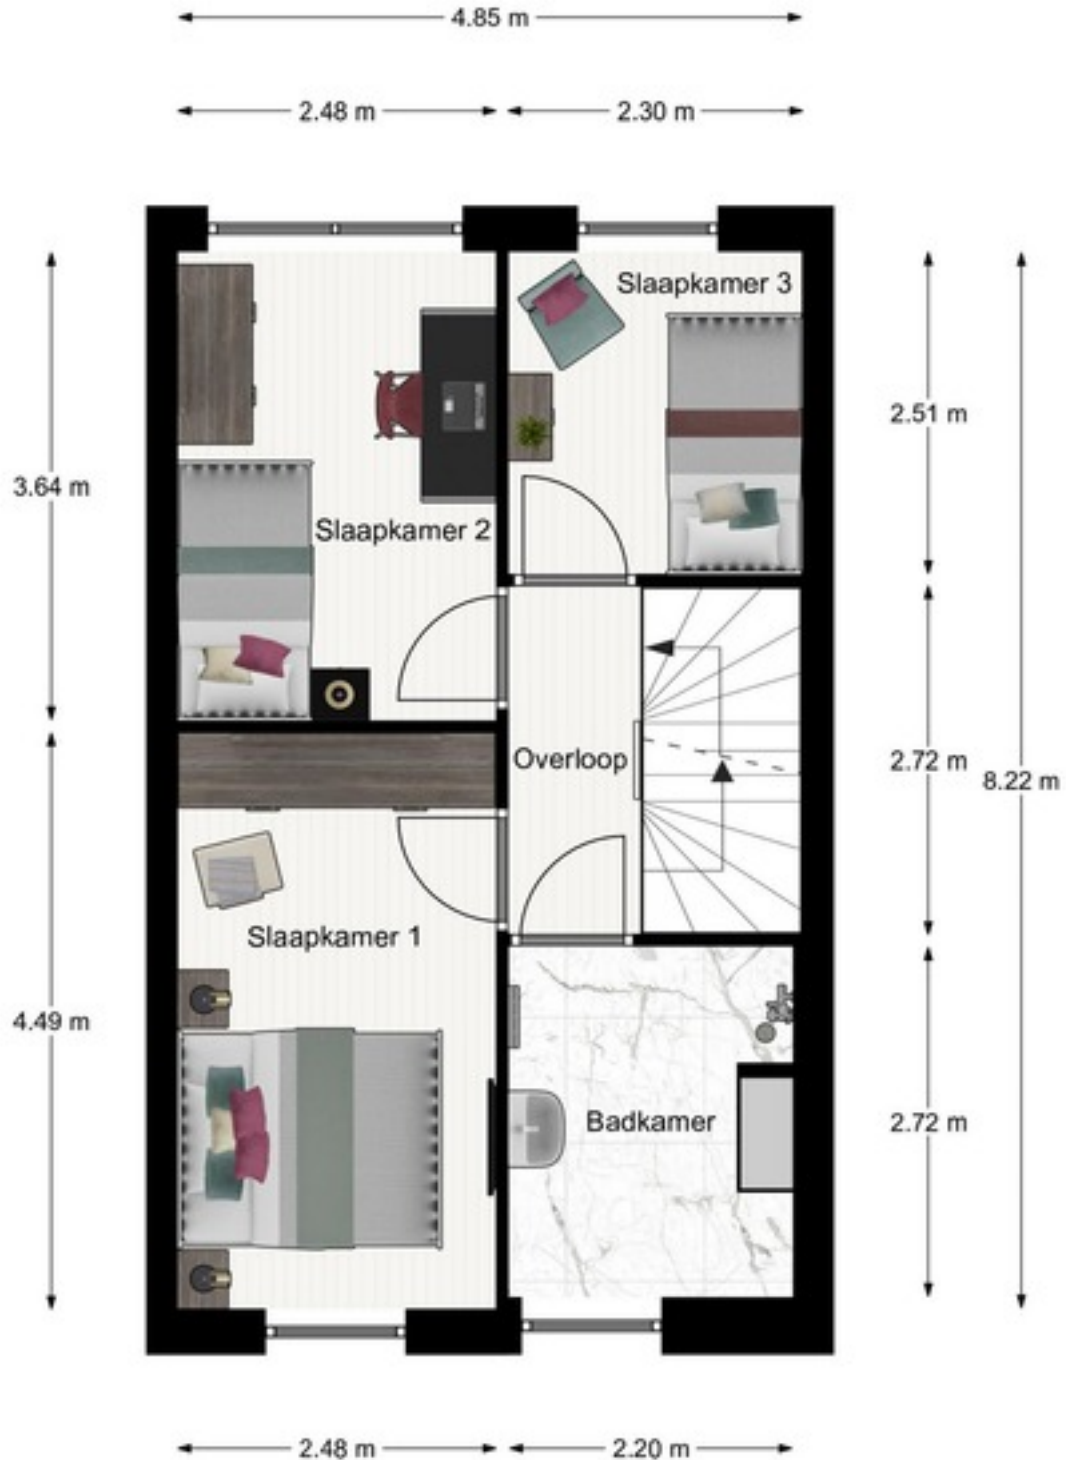 4.85 m
2.48 m
2.30 m
Slaapkamer 3
2.51 m
3.64 m
Slaapkamer 2
Overloop
2.72 m
8.22 m
Slaapkamer 1
4.49 m
Badkamer
2.72 m
2.48 m
2.20 m